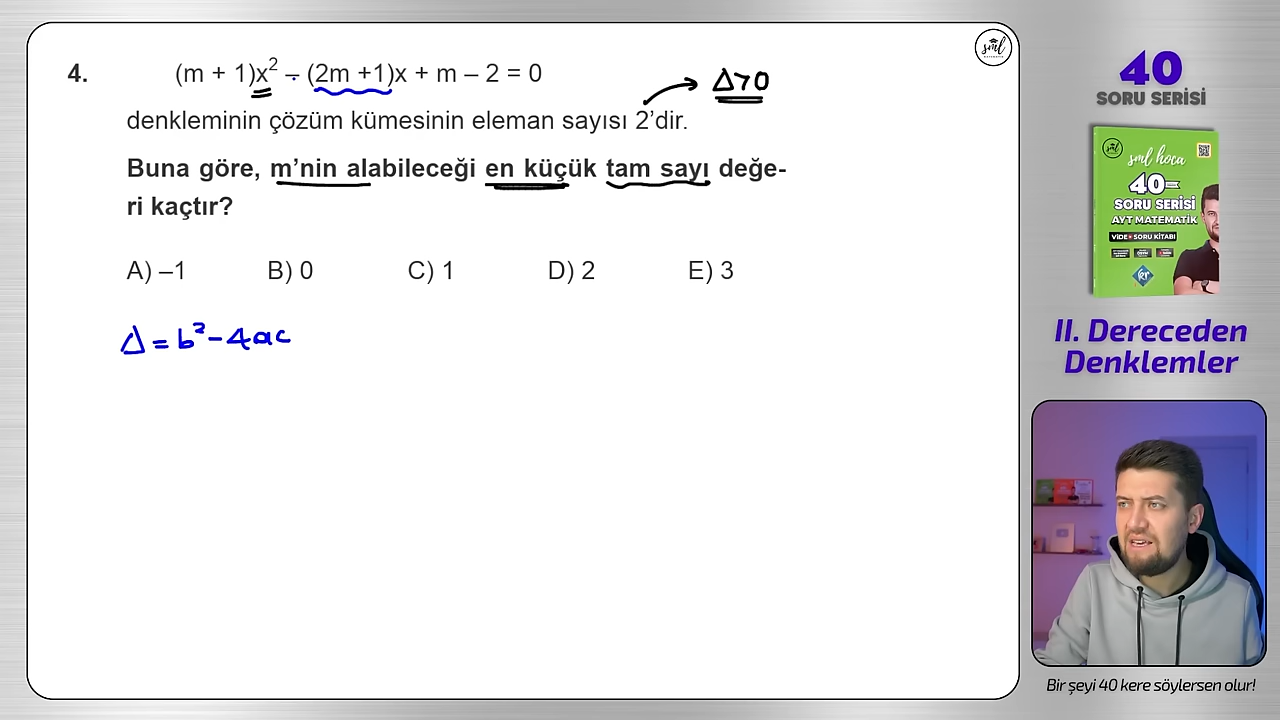 4. (m + 1)x² – (2m +1)x + m – 2 = 0
Δ>0
denkleminin çözüm kümesinin eleman sayısı 2’dir.
Buna göre, m’nin alabileceği en küçük tam sayı değe-
ri kaçtır?
A) –1 B) 0 C) 1 D) 2 E) 3
Δ = b² – 4ac
sml
40
SORU SERİSİ
sml hoca
40
SORU SERİSİ
AYT MATEMATİK
VİDEO SORU KİTABI
II. Dereceden
Denklemler
Bir şeyi 40 kere söylersen olur!